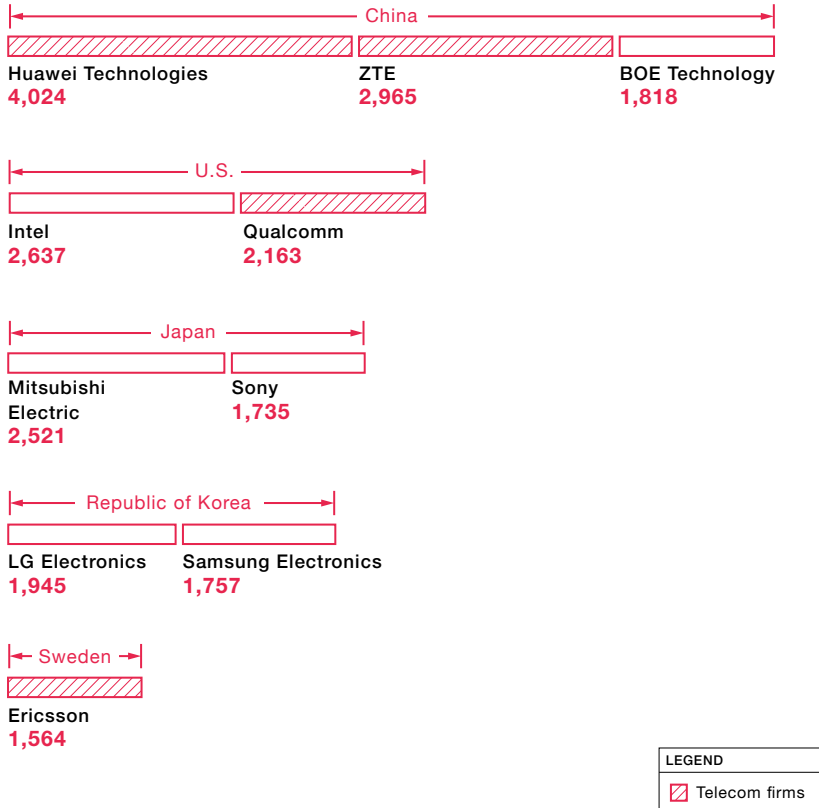 China
Huawei Technologies
4,024
ZTE
2,965
BOE Technology
1,818
U.S.
Intel
2,637
Qualcomm
2,163
Japan
Mitsubishi
Electric
2,521
Sony
1,735
Republic of Korea
LG Electronics
1,945
Samsung Electronics
1,757
Sweden
Ericsson
1,564
LEGEND
Telecom firms